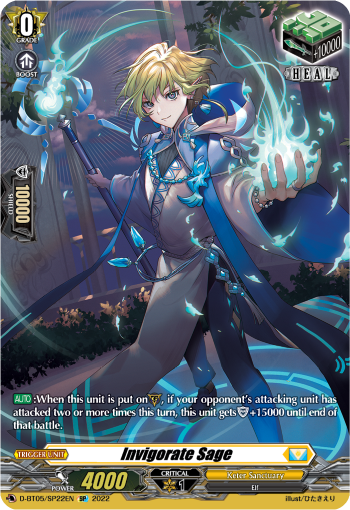 0
GRADE
BOOST
+10000
HEAL
10000
SHIELD
AUTO:When this unit is put on , if your opponent's attacking unit has
attacked two or more times this turn, this unit gets +15000 until end of
that battle.
TRIGGER UNIT
Invigorate Sage
POWER
4000
CRITICAL
1
Keter Sanctuary
Elf
D-BT05/SP22EN SP 2022
illust/ひたきえり